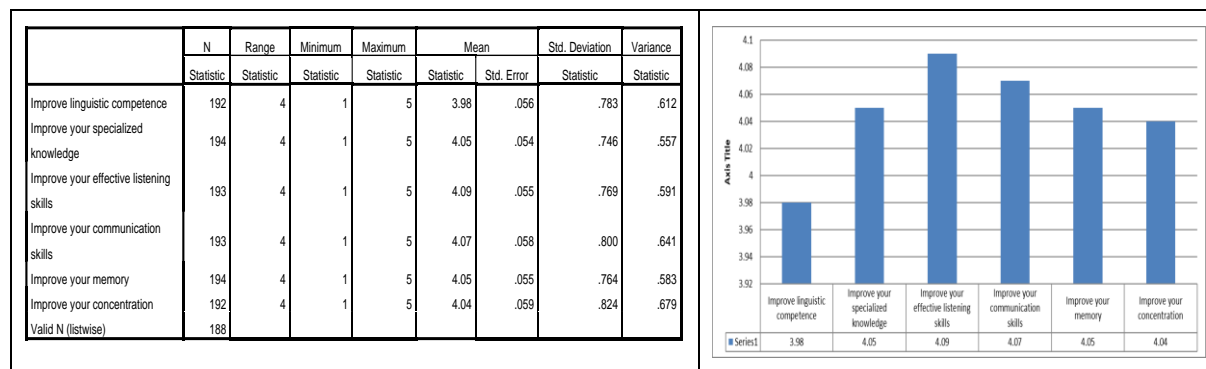 N Range Minimum Maximum Mean Std. Deviation Variance
Statistic Statistic Statistic Statistic Statistic Std. Error Statistic Statistic
Improve linguistic competence 192 4 1 5 3.98 .056 .783 .612
Improve your specialized
knowledge 194 4 1 5 4.05 .054 .746 .557
Improve your effective listening
skills 193 4 1 5 4.09 .055 .769 .591
Improve your communication
skills 193 4 1 5 4.07 .058 .800 .641
Improve your memory 194 4 1 5 4.05 .055 .764 .583
Improve your concentration 192 4 1 5 4.04 .059 .824 .679
Valid N (listwise) 188
4.1
4.08
4.06
4.04
4.02
4
3.98
3.96
3.94
3.92
Axis Title
Improve linguistic competence
Improve your specialized knowledge
Improve your effective listening skills
Improve your communication skills
Improve your memory
Improve your concentration
Series1 3.98 4.05 4.09 4.07 4.05 4.04